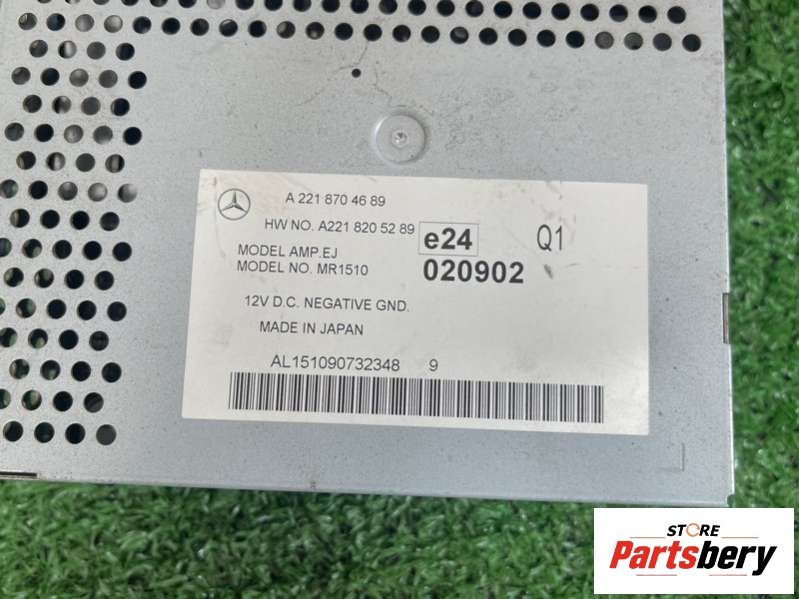 A 221 870 46 89
HW NO. A221 820 52 89
e24
Q1
MODEL AMP.EJ
MODEL NO. MR1510
020902
12V D.C. NEGATIVE GND.
MADE IN JAPAN
AL151090732348 9
STORE
Partsbery